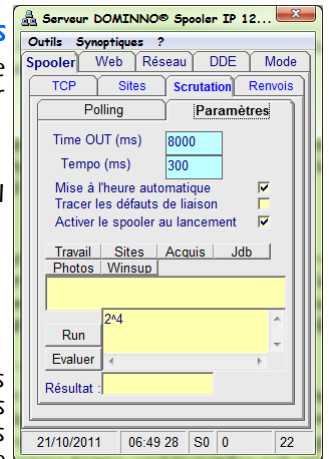 Serveur DOMINNO® Spooler IP 12...
Outils Synoptiques ?
Spooler Web Réseau DDE Mode
TCP Sites Scrutation Renvois
Polling Paramètres
Time OUT (ms) 8000
Tempo (ms) 300
Mise à l'heure automatique
Tracer les défauts de liaison
Activer le spooler au lancement
Travail Sites Acquis Jdb
Photos Winsup
2^4
Run
Evaluer
Résultat :
21/10/2011 06:49 28 S0 0 22